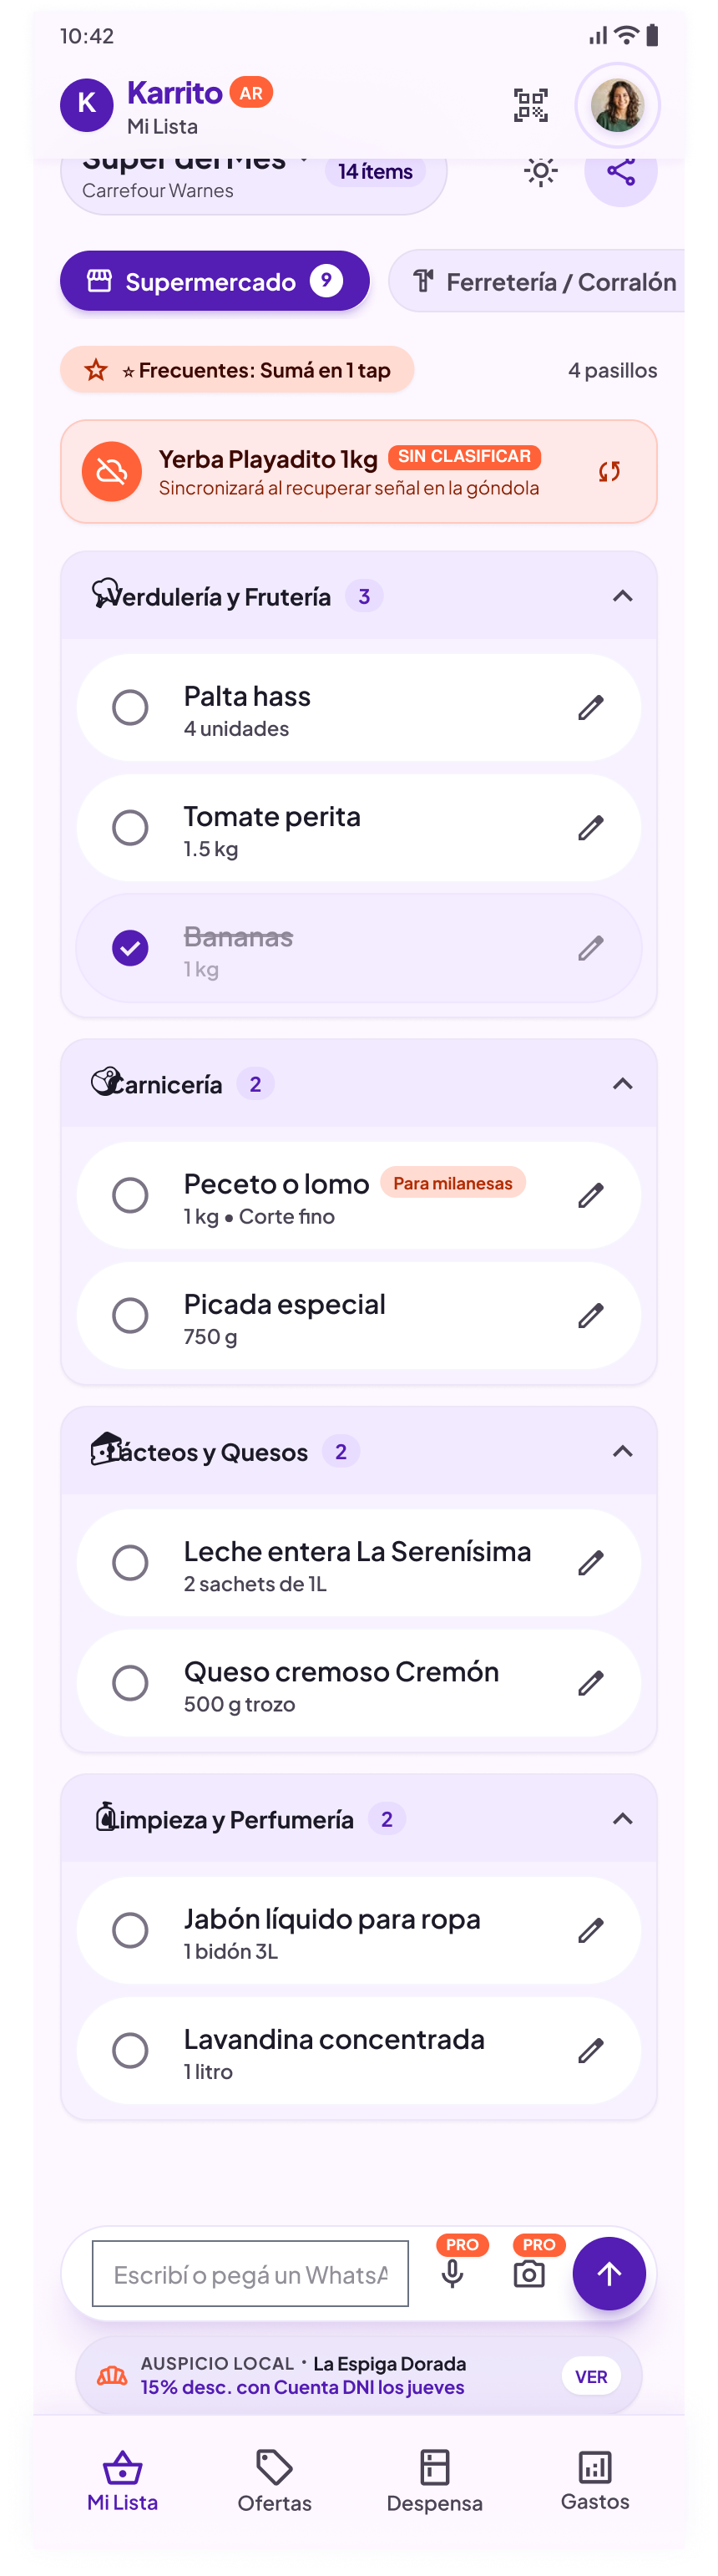 10:42
K
Karrito AR
Mi Lista
Súper del Mes
14 ítems
Carrefour Warnes
Supermercado 9
Ferretería / Corralón
☆ Frecuentes: Sumá en 1 tap
4 pasillos
Yerba Playadito 1kg SIN CLASIFICAR
Sincronizará al recuperar señal en la góndola
Verdulería y Frutería 3
Palta hass
4 unidades
Tomate perita
1.5 kg
Bananas
1 kg
Carnicería 2
Peceto o lomo Para milanesas
1 kg • Corte fino
Picada especial
750 g
Lácteos y Quesos 2
Leche entera La Serenísima
2 sachets de 1L
Queso cremoso Cremón
500 g trozo
Limpieza y Perfumería 2
Jabón líquido para ropa
1 bidón 3L
Lavandina concentrada
1 litro
PRO PRO
Escribí o pegá un WhatsA
AUSPICIO LOCAL • La Espiga Dorada
15% desc. con Cuenta DNI los jueves
VER
Mi Lista
Ofertas
Despensa
Gastos